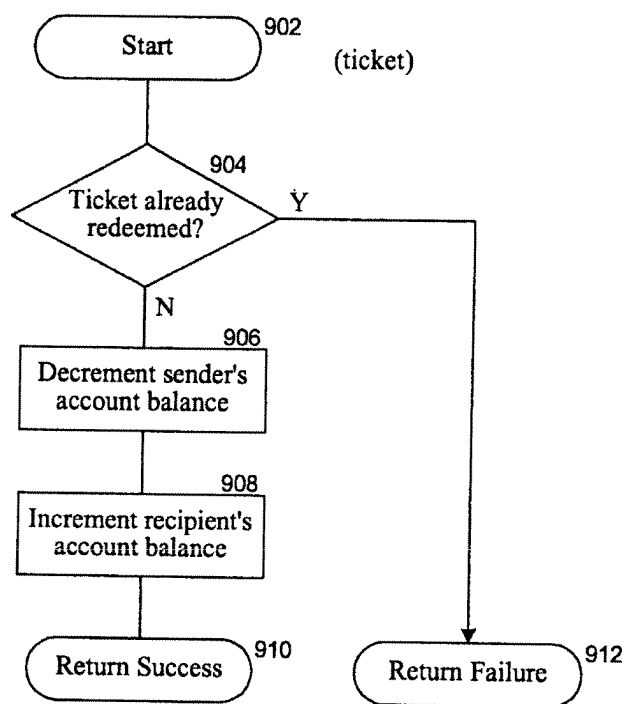 902
Start
(ticket)
904
Ticket already
redeemed?
Y
N
906
Decrement sender's
account balance
908
Increment recipient's
account balance
Return Success
910
Return Failure
912